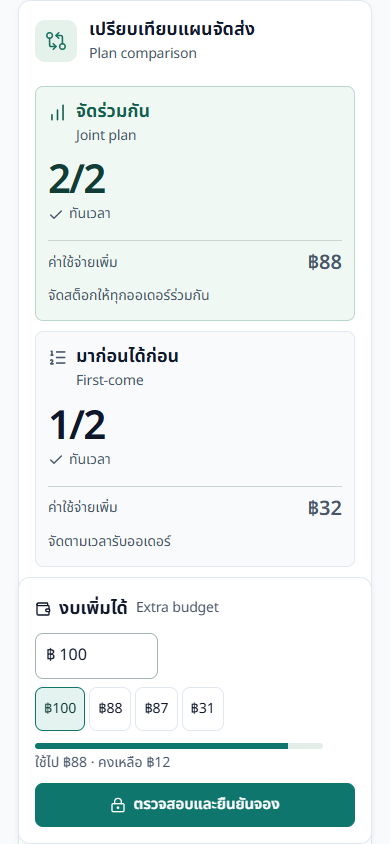 เปรียบเทียบแผนจัดส่ง
Plan comparison
จัดร่วมกัน
Joint plan
2/2
ทันเวลา
ค่าใช้จ่ายเพิ่ม ฿88
จัดสต็อกให้ทุกออเดอร์ร่วมกัน
มาก่อนได้ก่อน
First-come
1/2
ทันเวลา
ค่าใช้จ่ายเพิ่ม ฿32
จัดตามเวลารับออเดอร์
งบเพิ่มได้ Extra budget
฿ 100
฿100 ฿88 ฿87 ฿31
ใช้ไป ฿88 · คงเหลือ ฿12
ตรวจสอบและยืนยันจอง